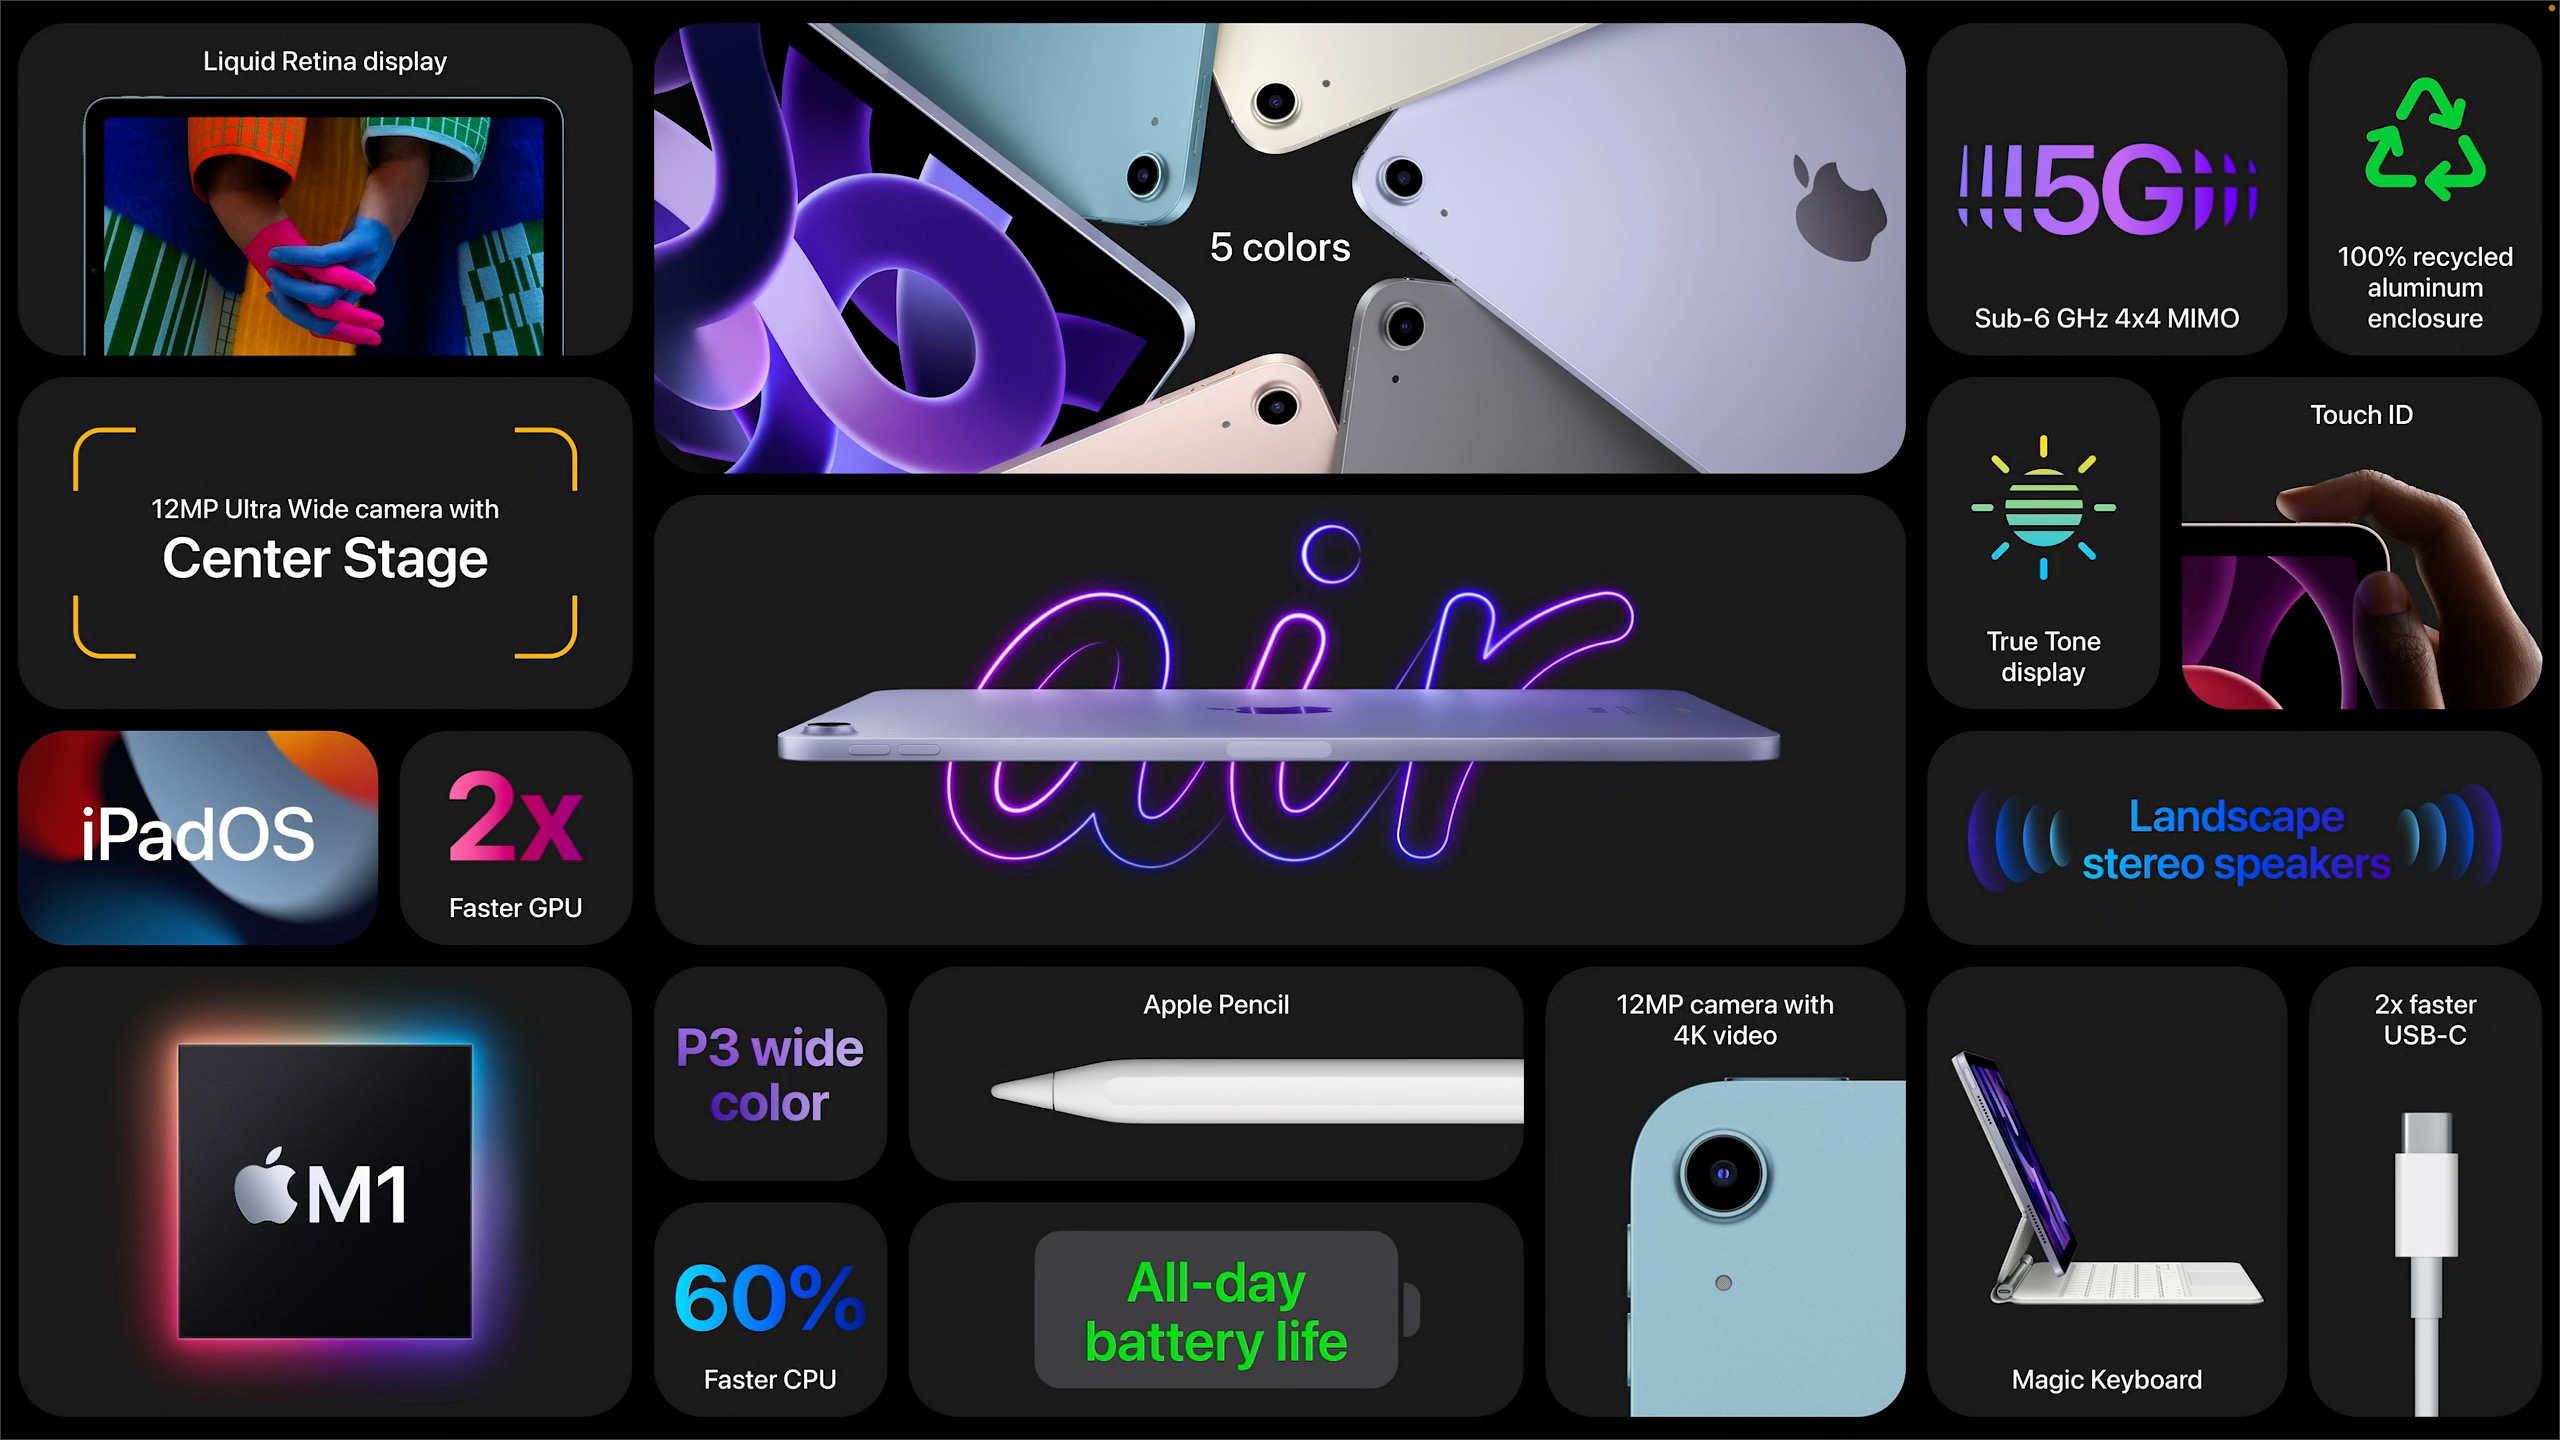 Liquid Retina display
5 colors
5G
Sub-6 GHz 4x4 MIMO
100% recycled
aluminum
enclosure
12MP Ultra Wide camera with
Center Stage
air
True Tone
display
Touch ID
iPadOS
2x
Faster GPU
Landscape
stereo speakers
M1
P3 wide
color
Apple Pencil
12MP camera with
4K video
Magic Keyboard
2x faster
USB-C
60%
Faster CPU
All-day
battery life